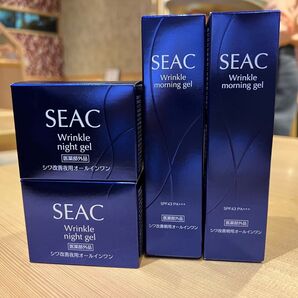 SEAC
Wrinkle
night gel
医薬部外品
シワ改善夜用オールインワン
SEAC
Wrinkle
night gel
医薬部外品
シワ改善夜用オールインワン
SEAC
Wrinkle
morning gel
SPF43 PA+++
医薬部外品
シワ改善朝用オールインワン
SEAC
Wrinkle
morning gel
SPF43 PA+++
医薬部外品
シワ改善朝用オールインワン